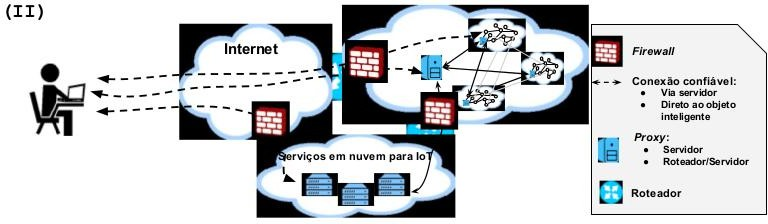 (II)
Internet
Serviços em nuvem para IoT
Firewall
Conexão confiável:
● Via servidor
● Direto ao objeto
inteligente
Proxy:
● Servidor
● Roteador/Servidor
Roteador